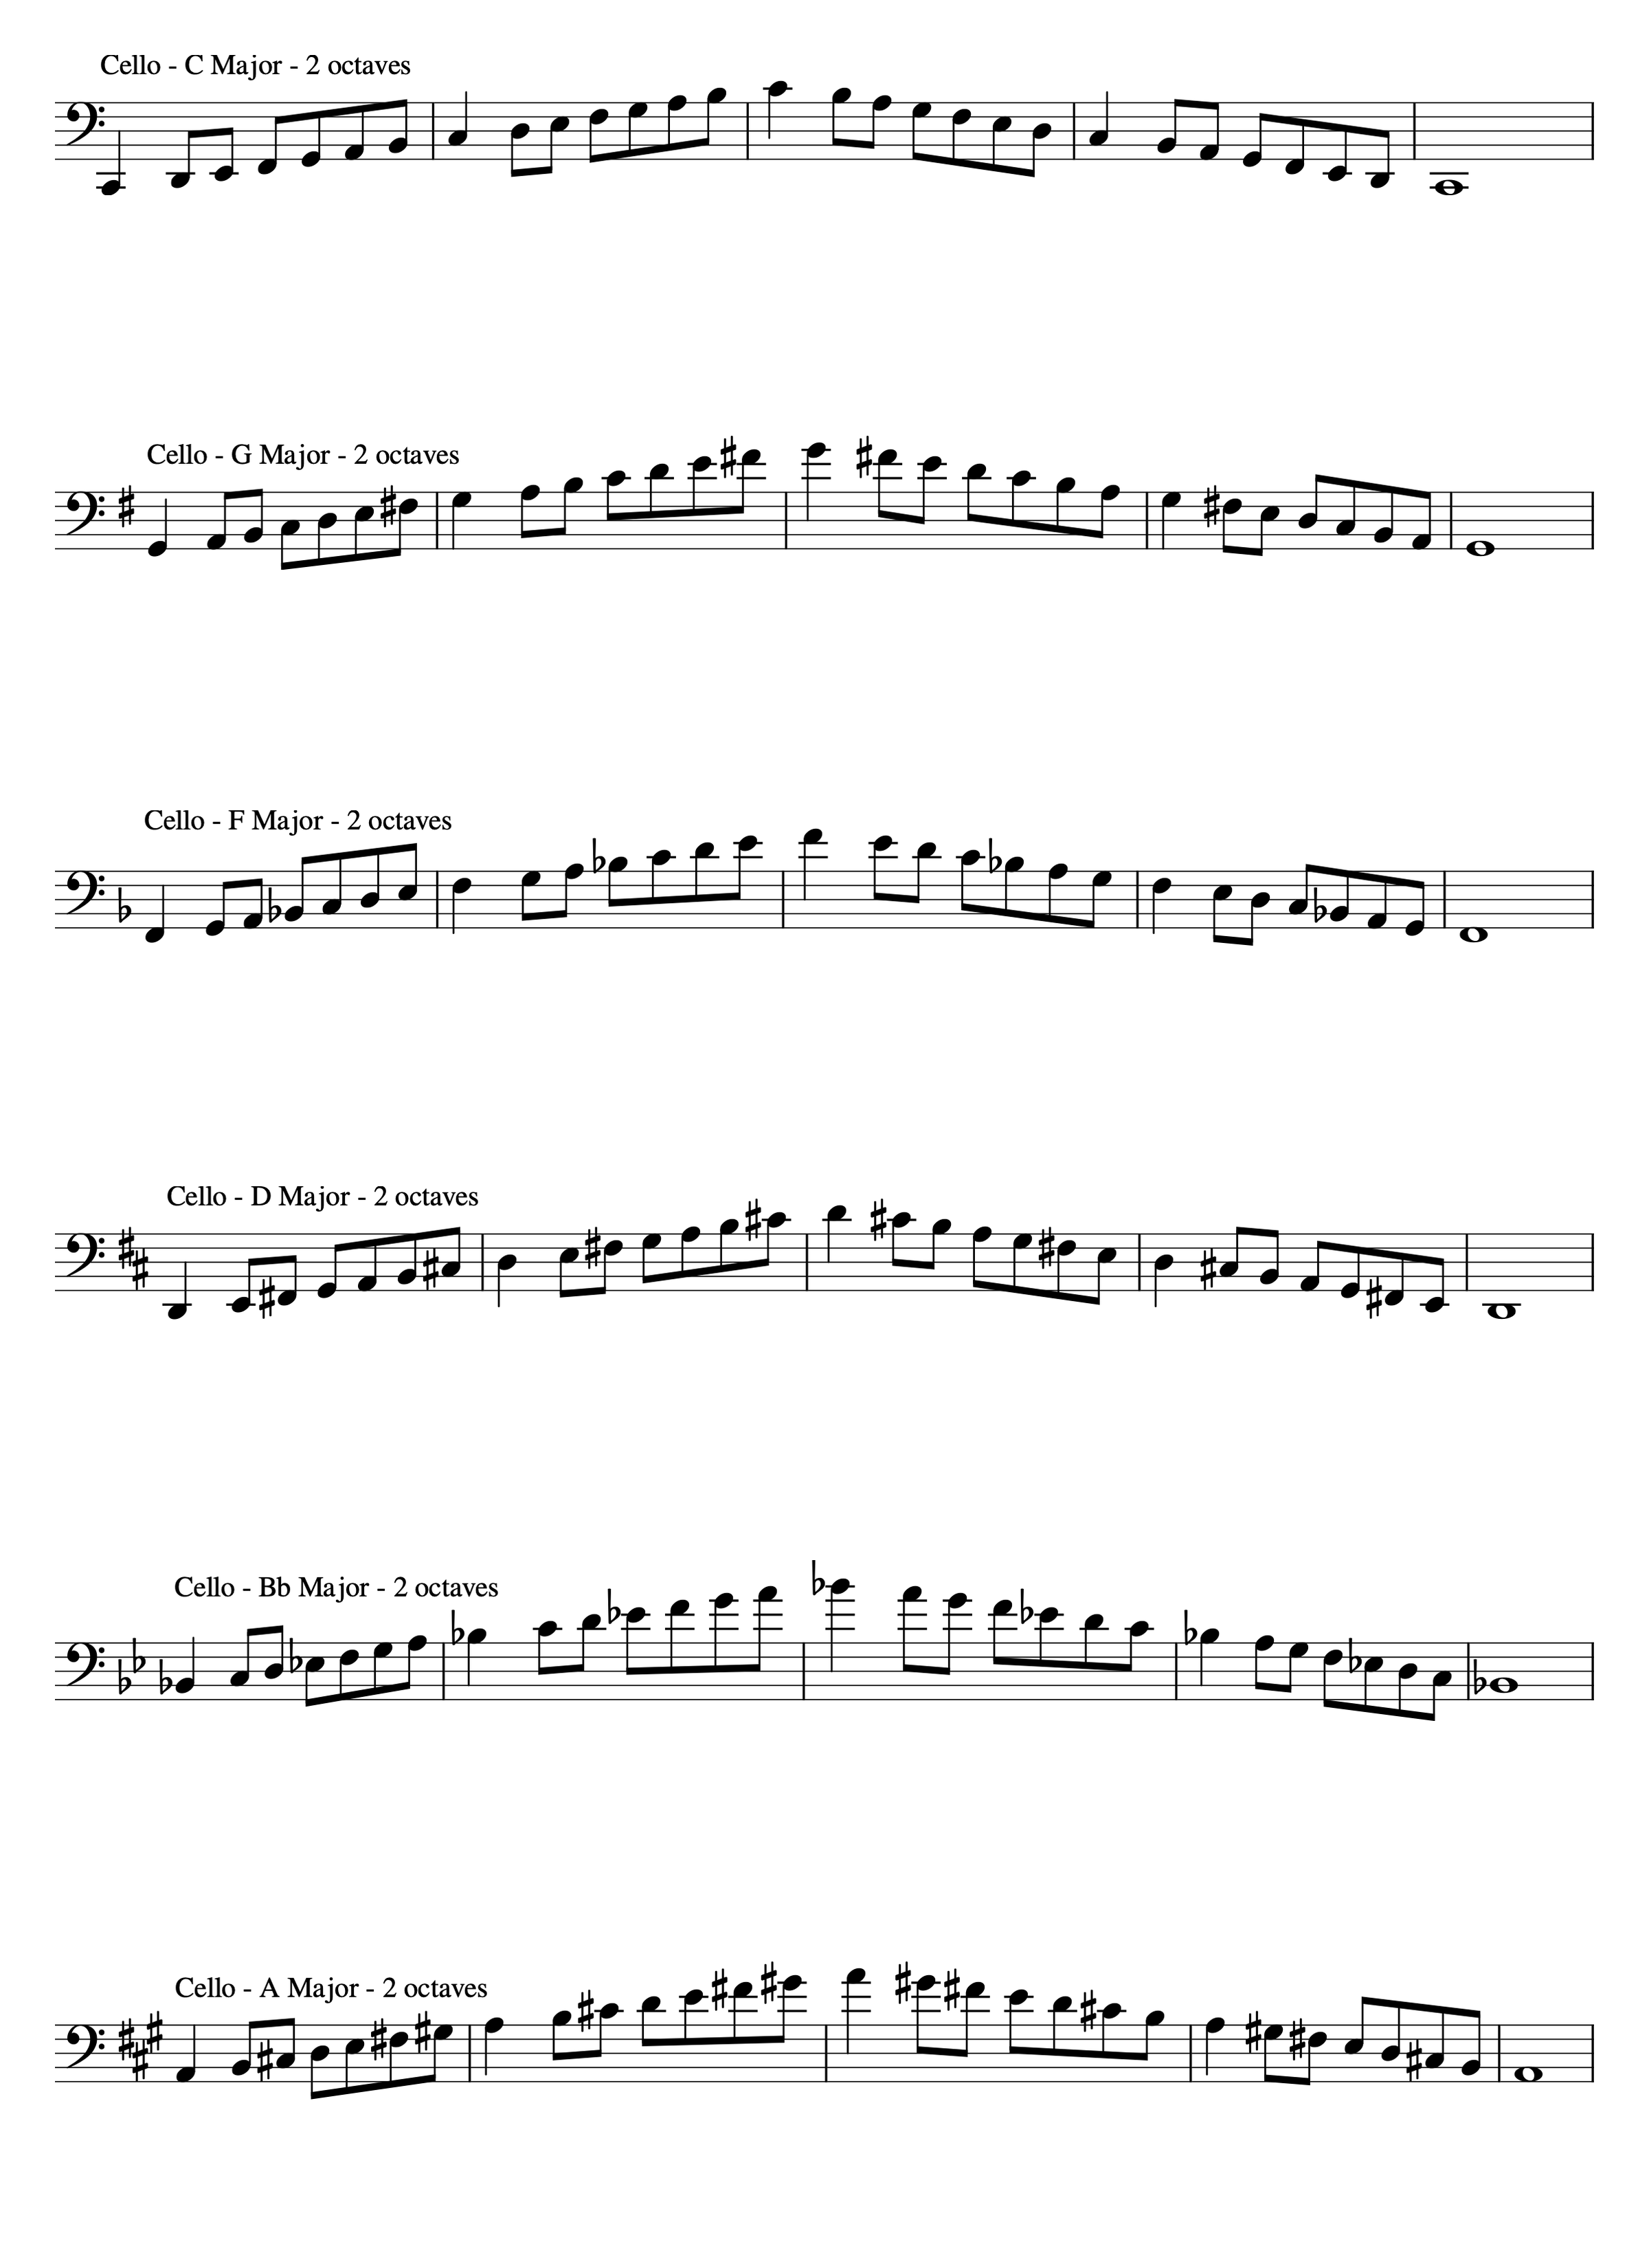 Cello - C Major - 2 octaves
Cello - G Major - 2 octaves
Cello - F Major - 2 octaves
Cello - D Major - 2 octaves
Cello - Bb Major - 2 octaves
Cello - A Major - 2 octaves